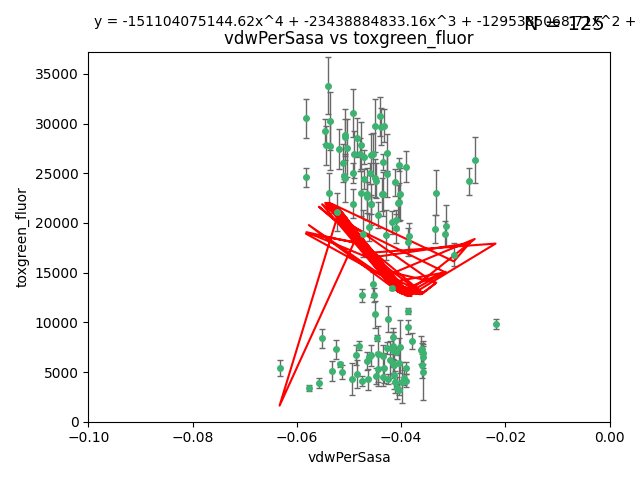 y = -151104075144.62x^4 + -23438884833.16x^3 + + 
N = 125
vdwPerSasa vs toxgreen_fluor
toxgreen_fluor
35000
30000
25000
20000
15000
10000
5000
0
−0.10
−0.08
−0.06
−0.04
−0.02
0.00
vdwPerSasa